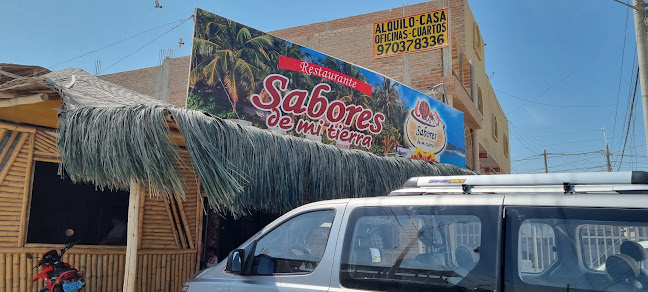 ALQUILO-CASA
OFICINAS-CUARTOS
970378336
Restaurante
Sabores
de mi tierra
Sabores